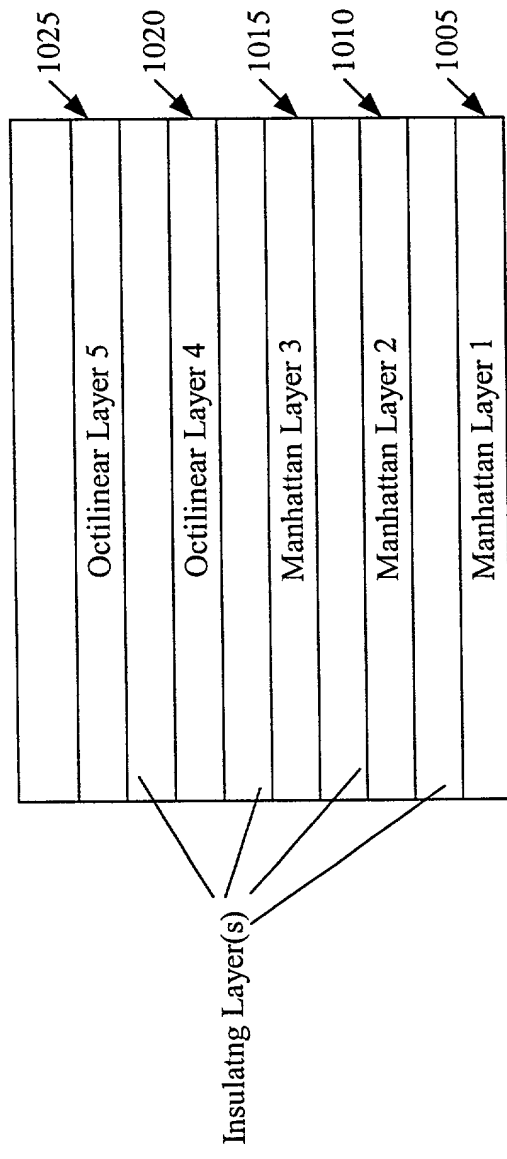 1025
Octilinear Layer 5
1020
Octilinear Layer 4
1015
Manhattan Layer 3
1010
Manhattan Layer 2
1005
Manhattan Layer 1
Insulatng Layer(s)